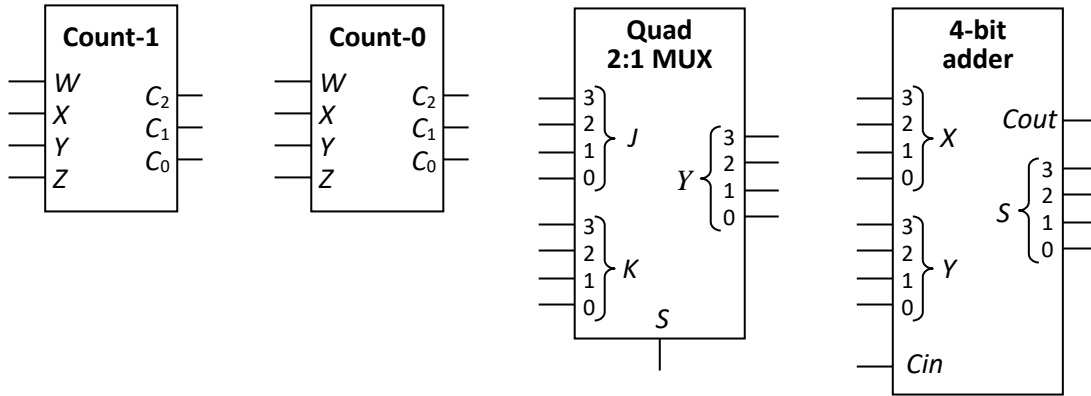 Count-1
W
X
Y
Z
C₂
C₁
C₀
Count-0
W
X
Y
Z
C₂
C₁
C₀
Quad
2:1 MUX
3
2
1
0
J
3
2
1
0
K
Y
3
2
1
0
S
4-bit
adder
3
2
1
0
X
3
2
1
0
Y
Cin
Cout
S
3
2
1
0